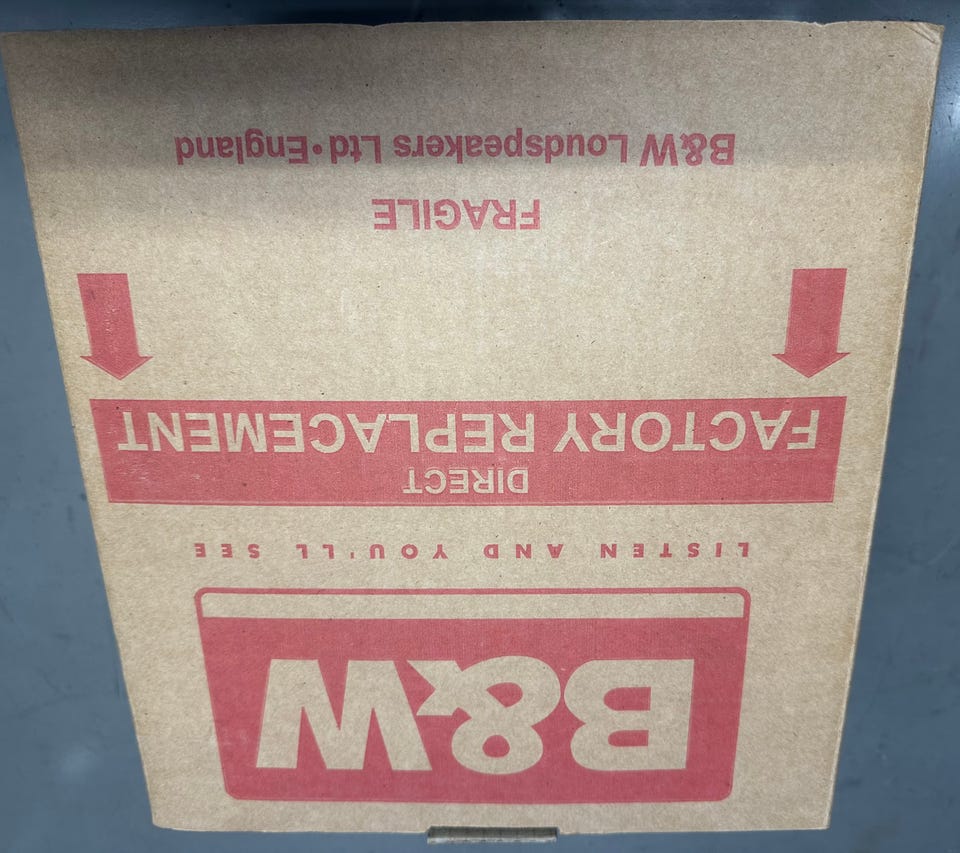 B&W
LISTEN AND YOU'LL SEE
DIRECT
FACTORY REPLACEMENT
FRAGILE
B&W Loudspeakers Ltd•England